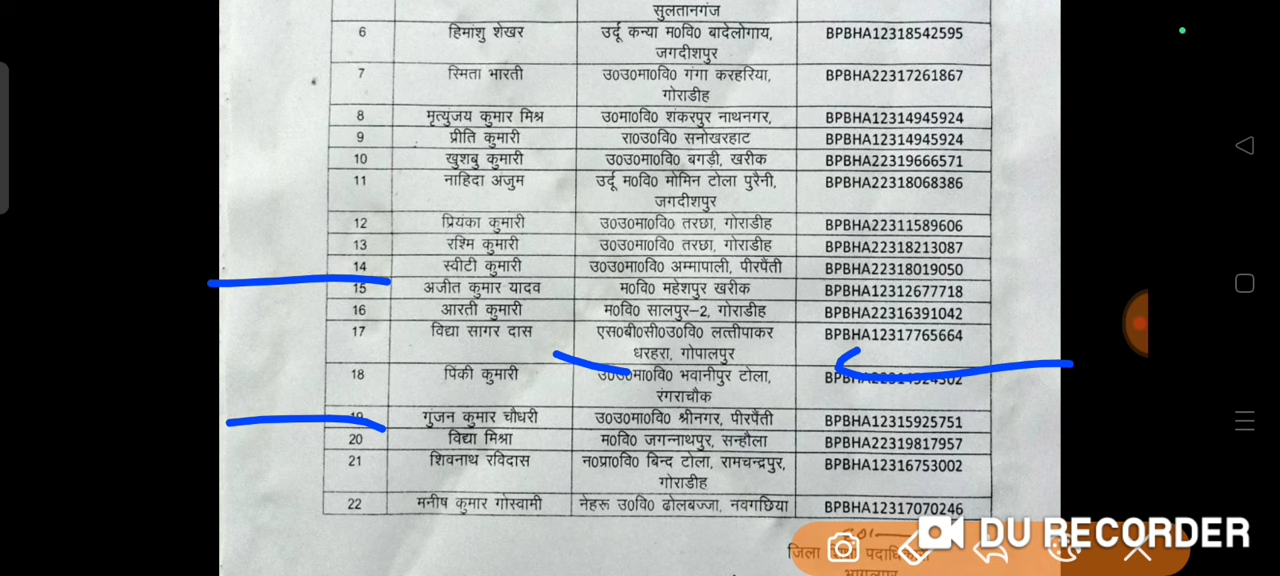 सुलतानगंज
6 हिमांशु शेखर उर्दू कन्या म0वि0 बादेलोगाय, BPBHA12318542595
जगदीशपुर
7 स्मिता भारती उ0उ0मा0वि0 गंगा करहरिया, BPBHA22317261867
गोराडीह
8 मृत्युंजय कुमार मिश्र उ0मा0वि0 शंकरपुर नाथनगर, BPBHA12314945924
9 प्रीति कुमारी रा0उ0वि0 सनोखरहाट BPBHA12314945924
10 खुशबु कुमारी उ0उ0मा0वि0 बगड़ी, खरीक BPBHA22319666571
11 नाहिदा अंजुम उर्दू म0वि0 मोमिन टोला पुरैनी, BPBHA22318068386
जगदीशपुर
12 प्रियंका कुमारी उ0उ0मा0वि0 तरछा, गोराडीह BPBHA22311589606
13 रश्मि कुमारी उ0उ0मा0वि0 तरछा, गोराडीह BPBHA22318213087
14 स्वीटी कुमारी उ0उ0मा0वि0 अम्मापाली, पीरपैंती BPBHA22318019050
15 अजीत कुमार यादव म0वि0 महेशपुर खरीक BPBHA12312677718
16 आरती कुमारी म0वि0 सालपुर-2, गोराडीह BPBHA22316391042
17 विद्या सागर दास एस0बी0सी0उ0वि0 लत्तीपाकर BPBHA12317765664
धरहरा, गोपालपुर
18 पिंकी कुमारी उ0उ0मा0वि0 भवानीपुर टोला,
रंगराचौक
19 गुंजन कुमार चौधरी उ0उ0मा0वि0 श्रीनगर, पीरपैंती BPBHA12315925751
20 विद्या मिश्रा म0वि0 जगन्नाथपुर, सन्हौला BPBHA22319817957
21 शिवनाथ रविदास न0प्रा0वि0 बिन्द टोला, रामचन्द्रपुर, BPBHA12316753002
गोराडीह
22 मनीष कुमार गोस्वामी नेहरू उ0वि0 ढोलबज्जा, नवगछिया BPBHA12317070246
DU RECORDER
जिला